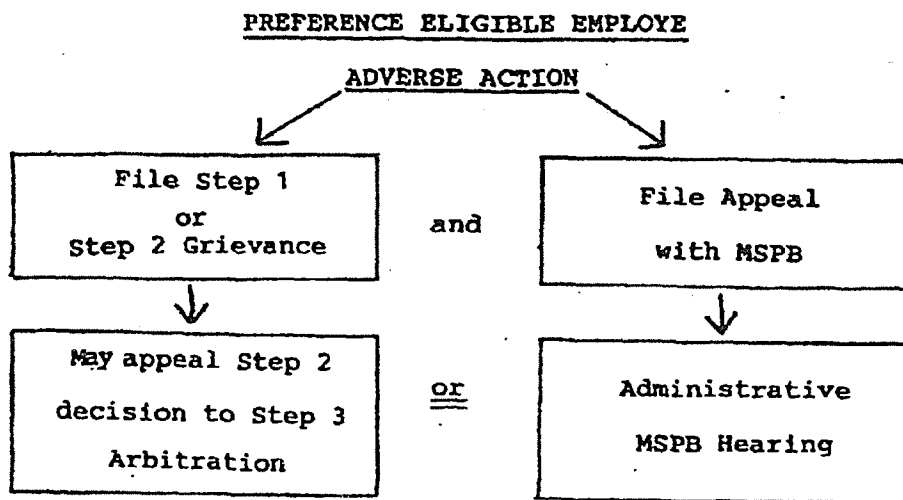 PREFERENCE ELIGIBLE EMPLOYE
ADVERSE ACTION
File Step 1
or
Step 2 Grievance
and
File Appeal
with MSPB
May appeal Step 2
decision to Step 3
Arbitration
or
Administrative
MSPB Hearing